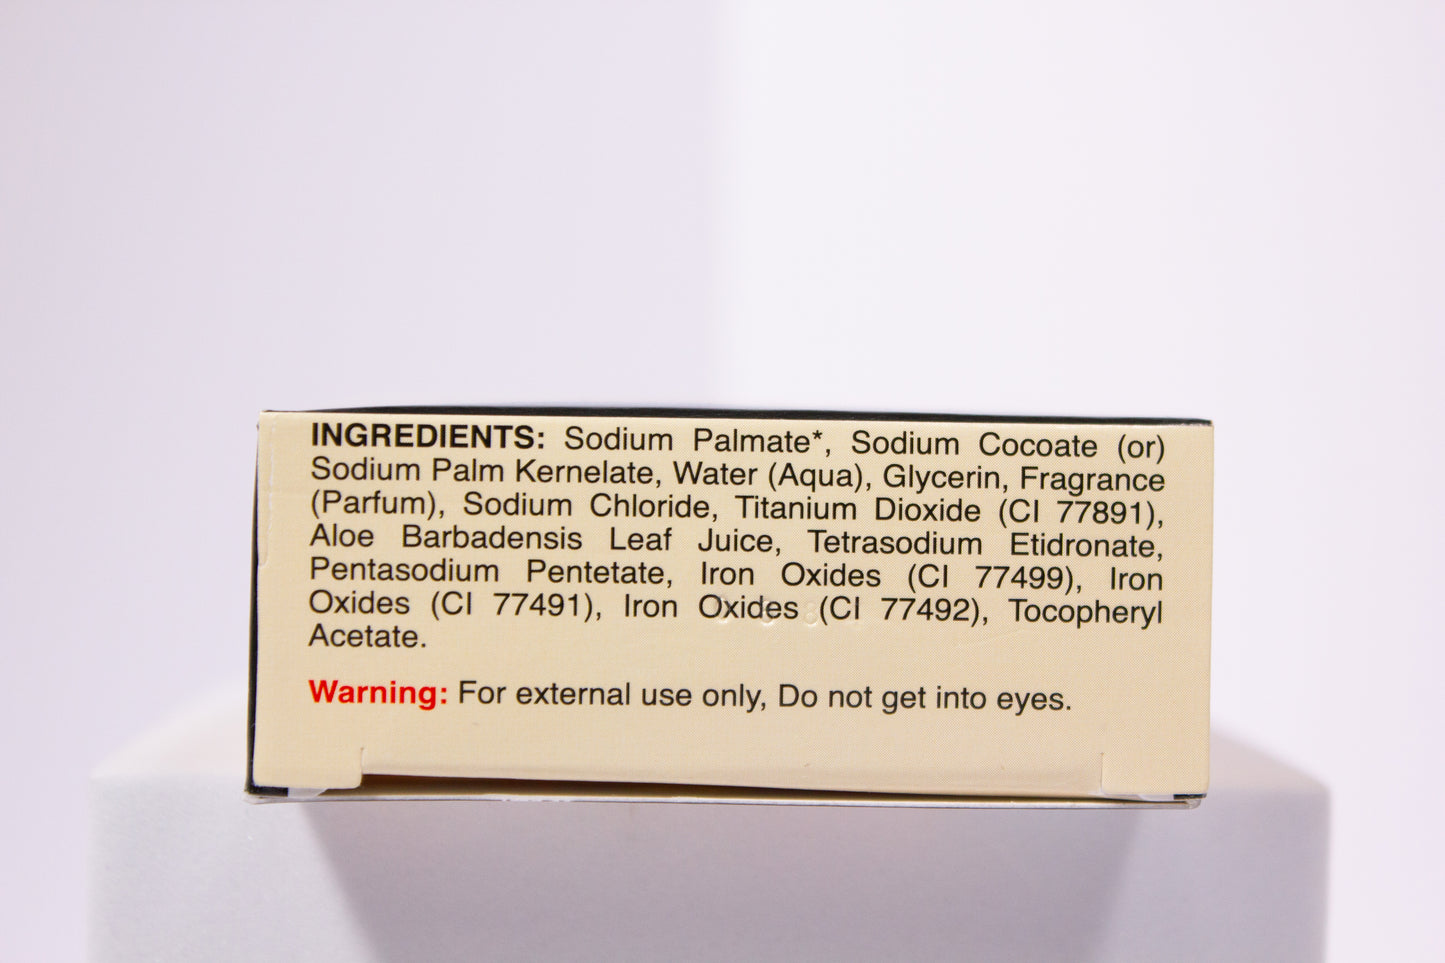 INGREDIENTS: Sodium Palmate*, Sodium Cocoate (or)
Sodium Palm Kernelate, Water (Aqua), Glycerin, Fragrance
(Parfum), Sodium Chloride, Titanium Dioxide (CI 77891),
Aloe Barbadensis Leaf Juice, Tetrasodium Etidronate,
Pentasodium Pentetate, Iron Oxides (CI 77499), Iron
Oxides (CI 77491), Iron Oxides (CI 77492), Tocopheryl
Acetate.
Warning: For external use only, Do not get into eyes.